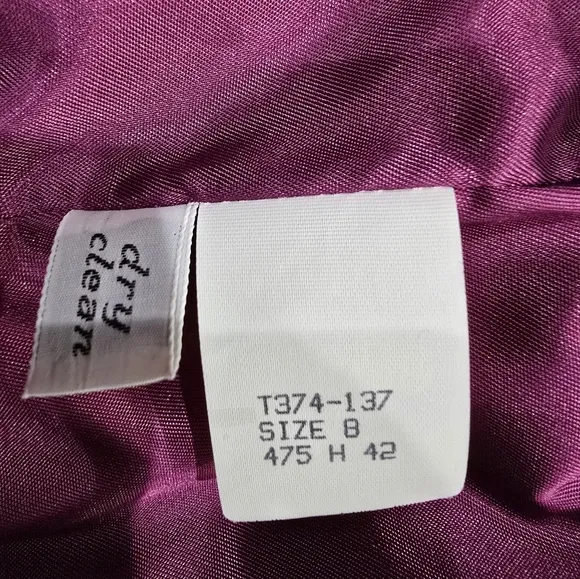 dry
clean
T374-137
SIZE 8
475 H 42